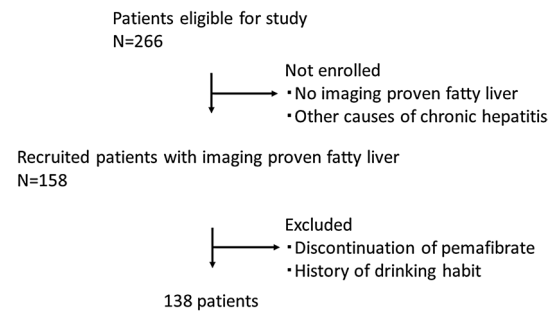 Patients eligible for study
N=266
Not enrolled
・No imaging proven fatty liver
・Other causes of chronic hepatitis
Recruited patients with imaging proven fatty liver
N=158
Excluded
・Discontinuation of pemafibrate
・History of drinking habit
138 patients